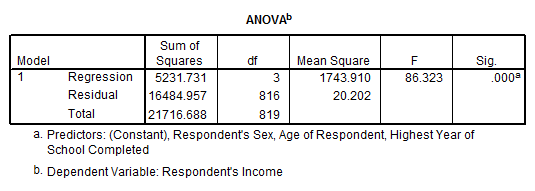 ANOVAb
Model Sum of Squares df Mean Square F Sig.
1 Regression 5231.731 3 1743.910 86.323 .000a
Residual 16484.957 816 20.202
Total 21716.688 819
a. Predictors: (Constant), Respondent's Sex, Age of Respondent, Highest Year of
School Completed
b. Dependent Variable: Respondent's Income